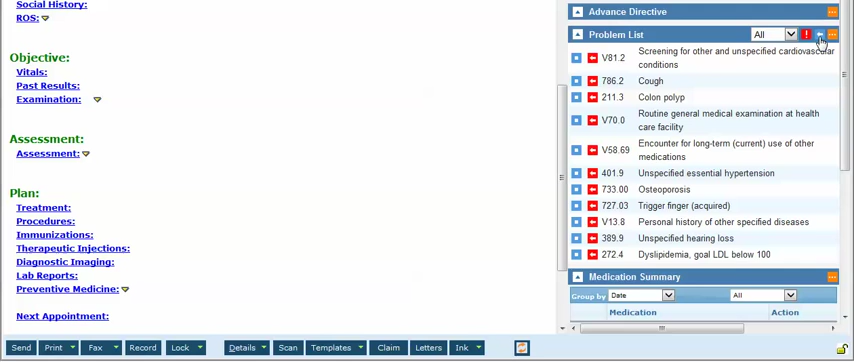 Social History:
ROS:
Objective:
Vitals:
Past Results:
Examination:
Assessment:
Assessment:
Plan:
Treatment:
Procedures:
Immunizations:
Therapeutic Injections:
Diagnostic Imaging:
Lab Reports:
Preventive Medicine:
Next Appointment:
Advance Directive
Problem List All !
V81.2 Screening for other and unspecified cardiovascular
conditions
786.2 Cough
211.3 Colon polyp
V70.0 Routine general medical examination at health
care facility
V58.69 Encounter for long-term (current) use of other
medications
401.9 Unspecified essential hypertension
733.00 Osteoporosis
727.03 Trigger finger (acquired)
V13.8 Personal history of other specified diseases
389.9 Unspecified hearing loss
272.4 Dyslipidemia, goal LDL below 100
Medication Summary
Group by Date All
Medication Action
Send Print Fax Record Lock Details Scan Templates Claim Letters Ink